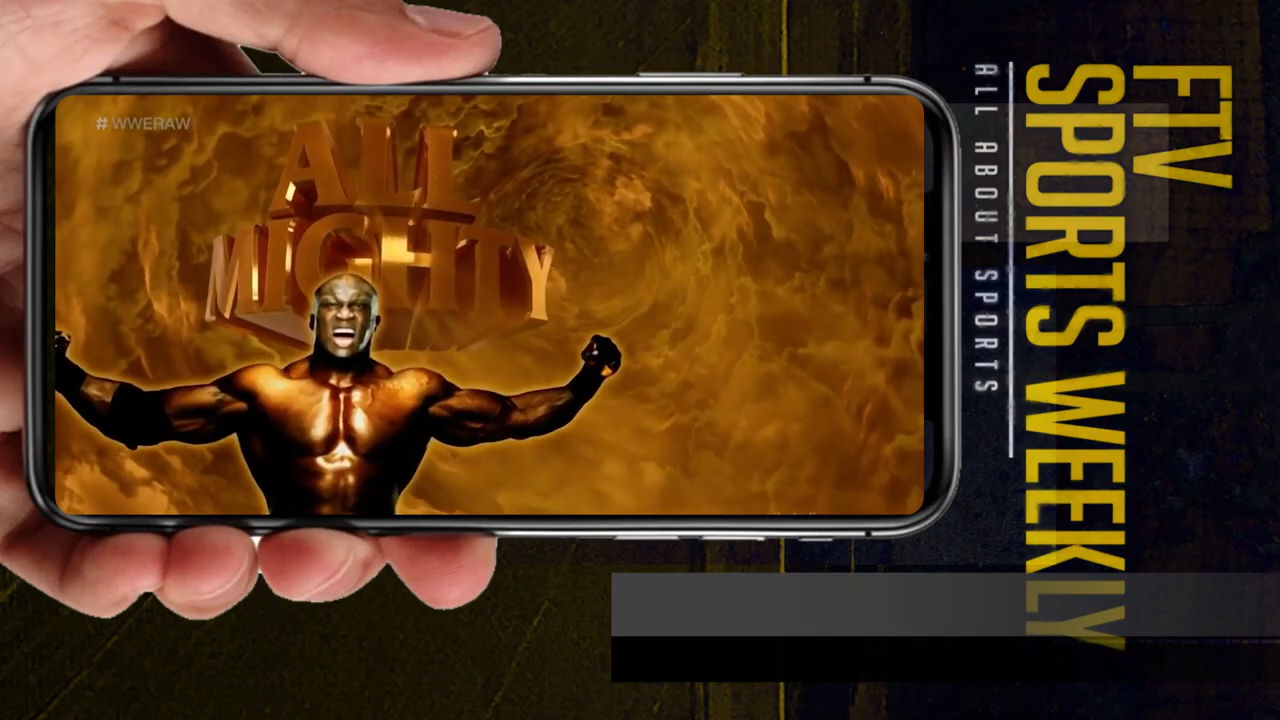 # WWERAW
ALL
MIGHTY
FTV
SPORTS WEEKLY
ALL ABOUT SPORTS